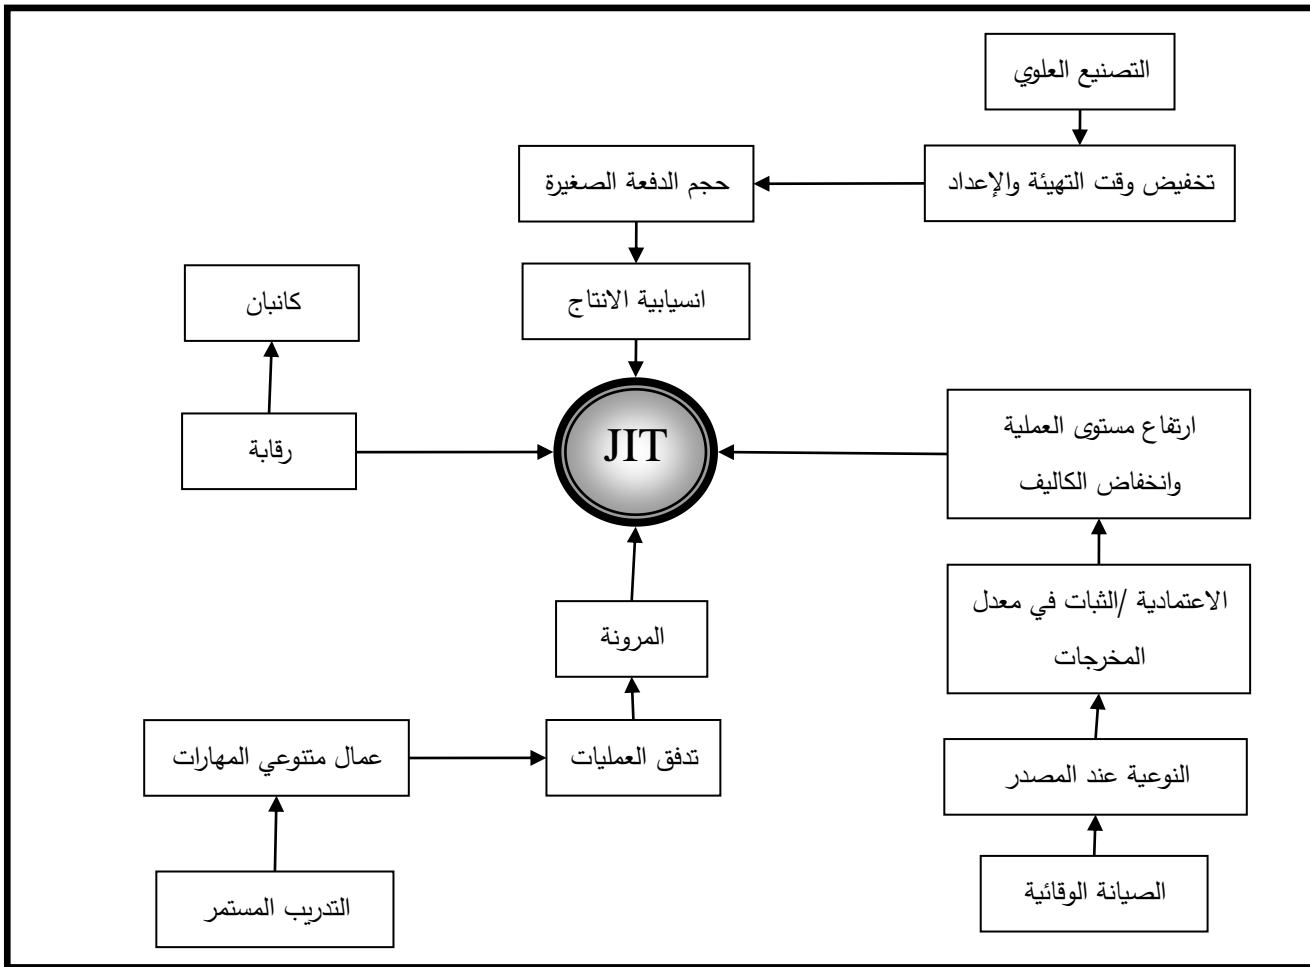 التصنيع العلوي
تخفيض وقت التهيئة والإعداد
حجم الدفعة الصغيرة
انسيابية الانتاج
كانبان
رقابة
JIT
ارتفاع مستوى العملية
وانخفاض الكاليف
الاعتمادية /الثبات في معدل
المخرجات
المرونة
تدفق العمليات
عمال متنوعي المهارات
النوعية عند المصدر
الصيانة الوقائية
التدريب المستمر